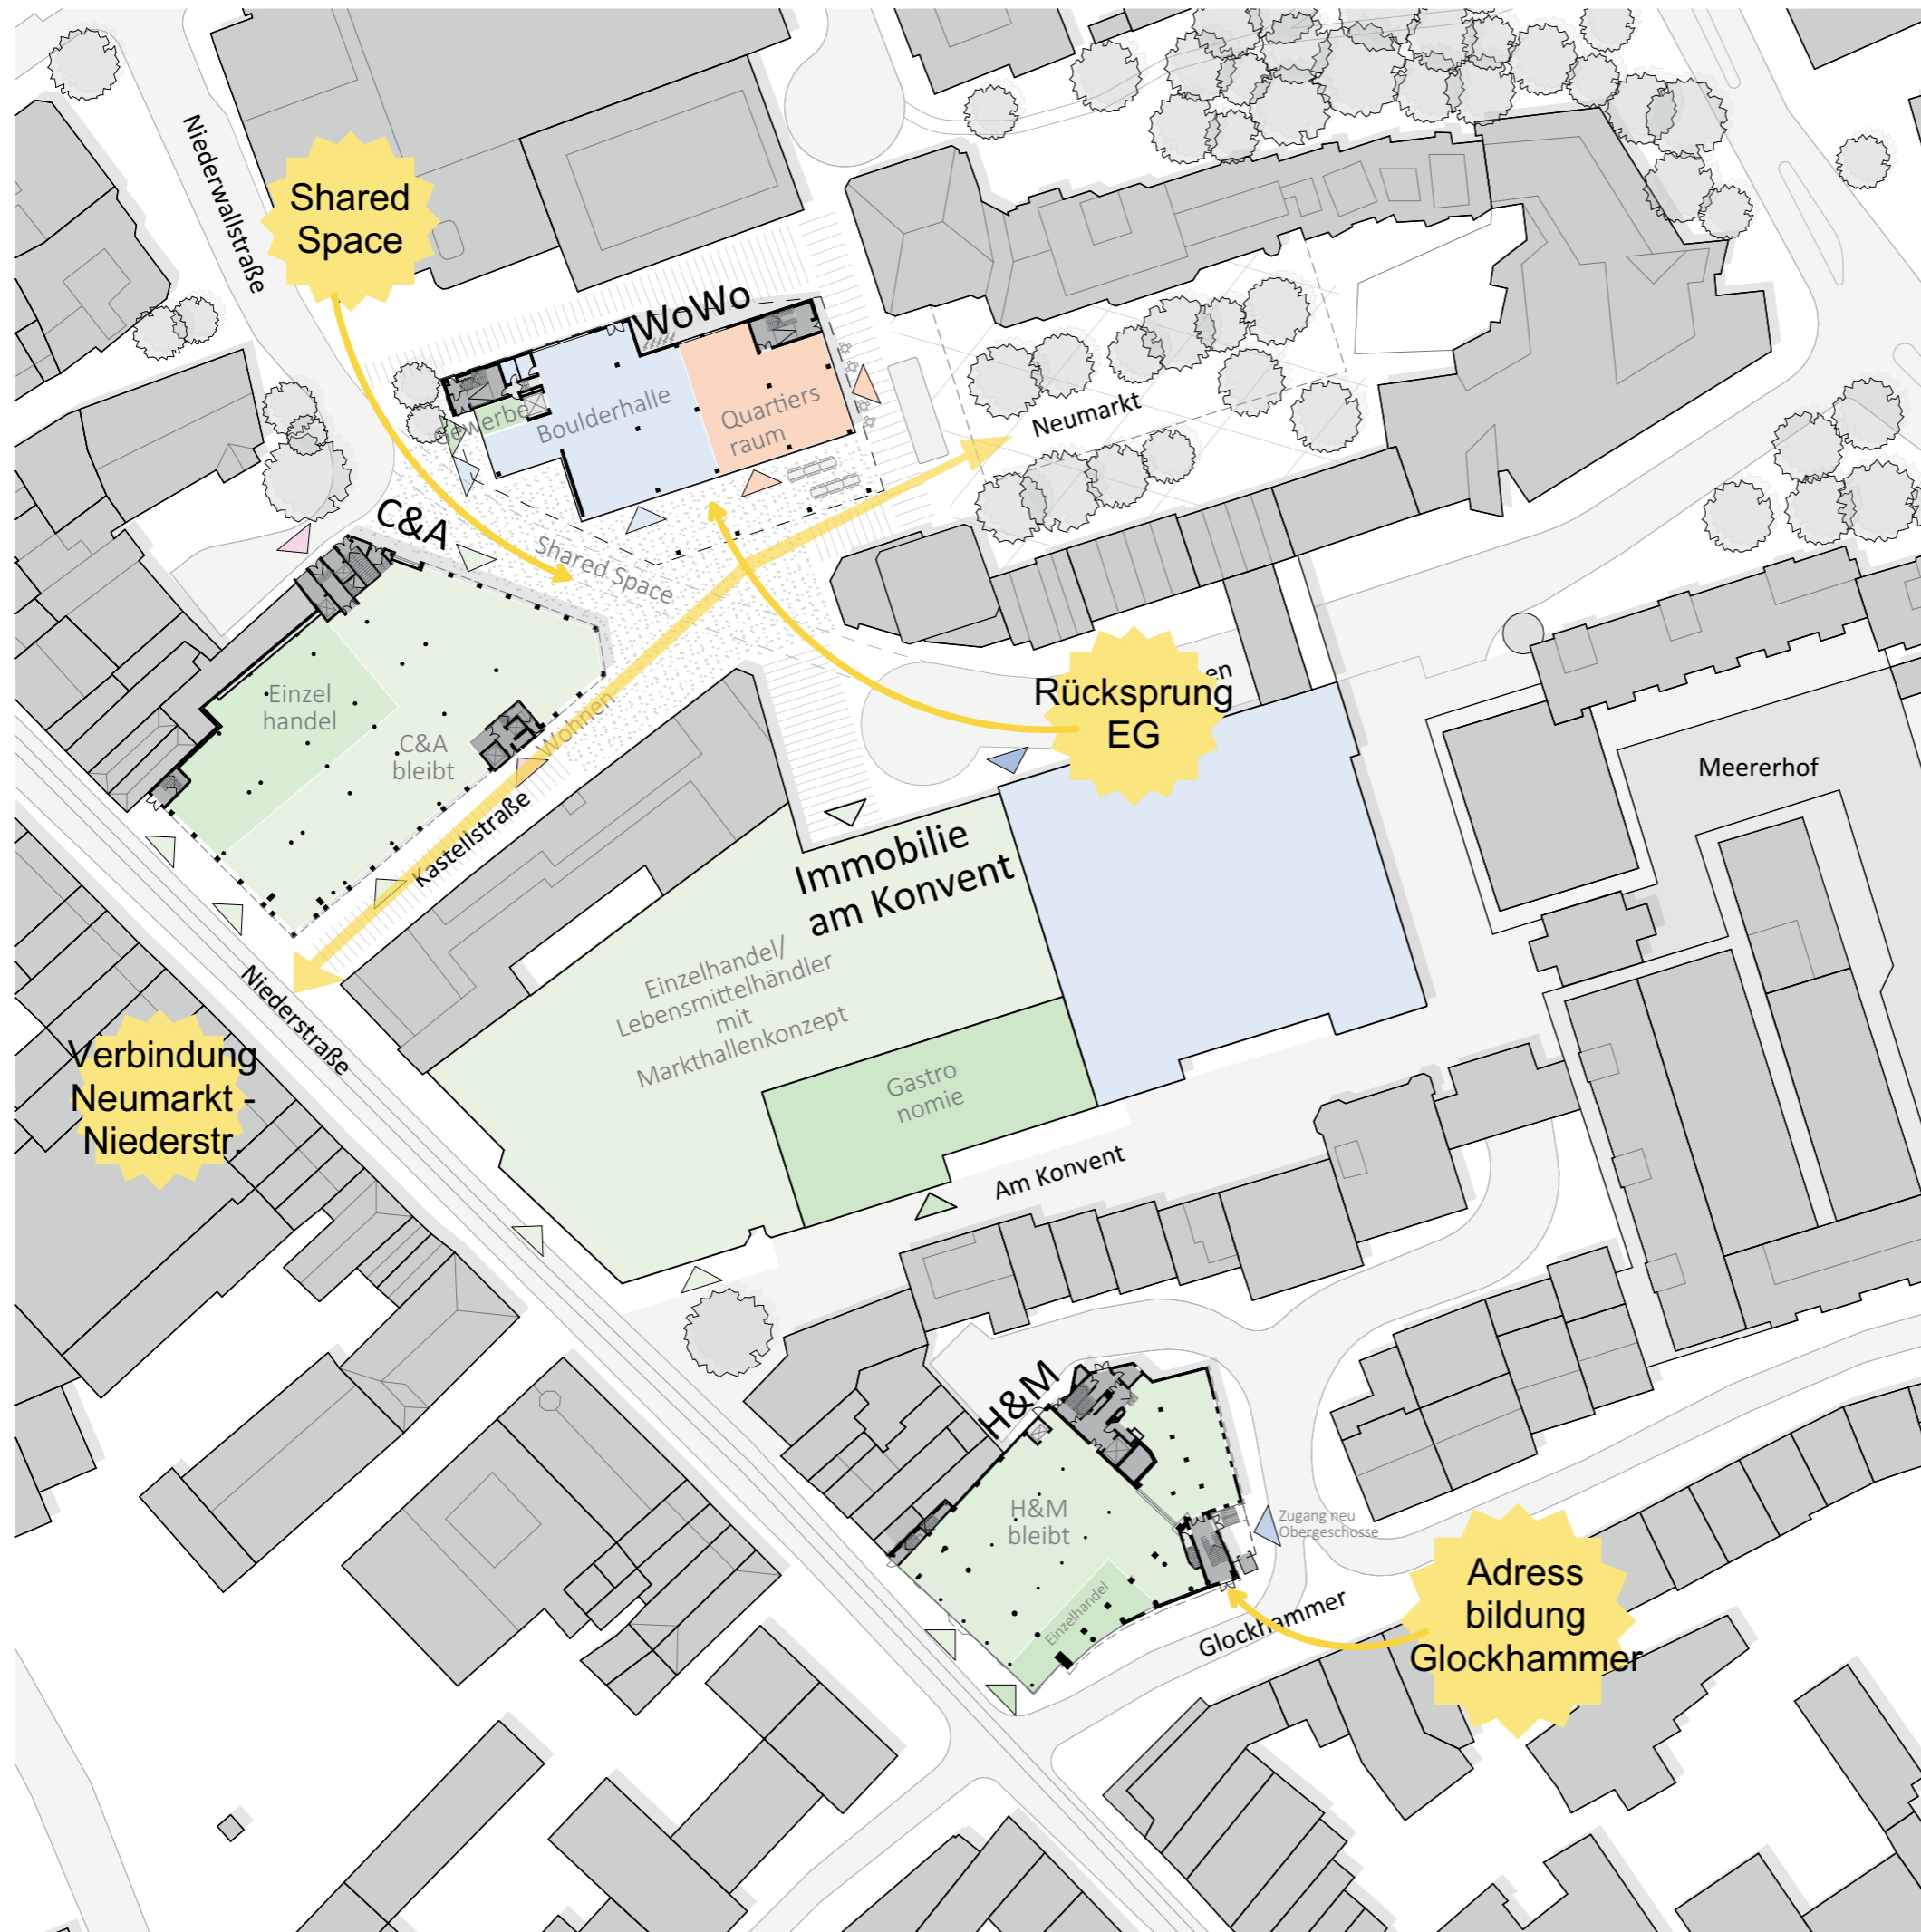 Niederwallstraße
Shared
Space
WoWo
Gewerbe
Boulderhalle
Quartiers
raum
Neumarkt
C&A
Shared Space
Einzel
handel
C&A
bleibt
Wohnen
Kastellstraße
en
Rücksprung
EG
Meererhof
Immobilie
am Konvent
Einzelhandel/
Lebensmittelhändler
mit
Markthallenkonzept
Gastro
nomie
Niederstraße
Verbindung
Neumarkt -
Niederstr.
Am Konvent
H&M
H&M
bleibt
Einzelhandel
Zugang neu
Obergeschosse
Glockhammer
Adress
bildung
Glockhammer